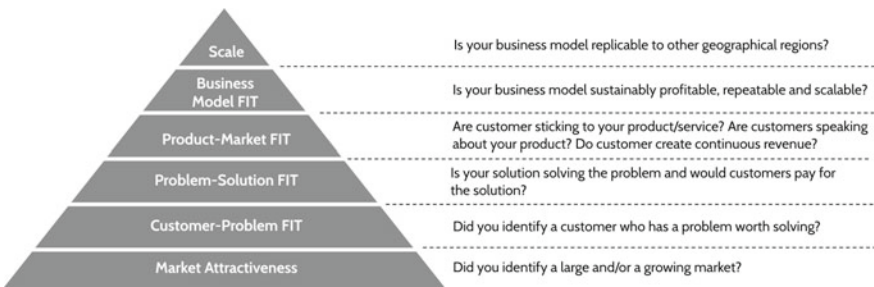 Scale
Is your business model replicable to other geographical regions?
Business
Model FIT
Is your business model sustainably profitable, repeatable and scalable?
Product-Market FIT
Are customer sticking to your product/service? Are customers speaking
about your product? Do customer create continuous revenue?
Problem-Solution FIT
Is your solution solving the problem and would customers pay for
the solution?
Customer-Problem FIT
Did you identify a customer who has a problem worth solving?
Market Attractiveness
Did you identify a large and/or a growing market?